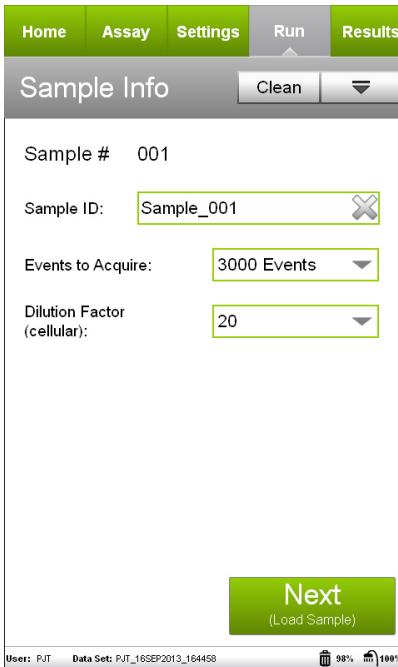 Home Assay Settings Run Results
Sample Info Clean
Sample # 001
Sample ID: Sample_001
Events to Acquire: 3000 Events
Dilution Factor
(cellular): 20
Next
(Load Sample)
User: PJT Data Set: PJT_16SEP2013_164458 98% 100%